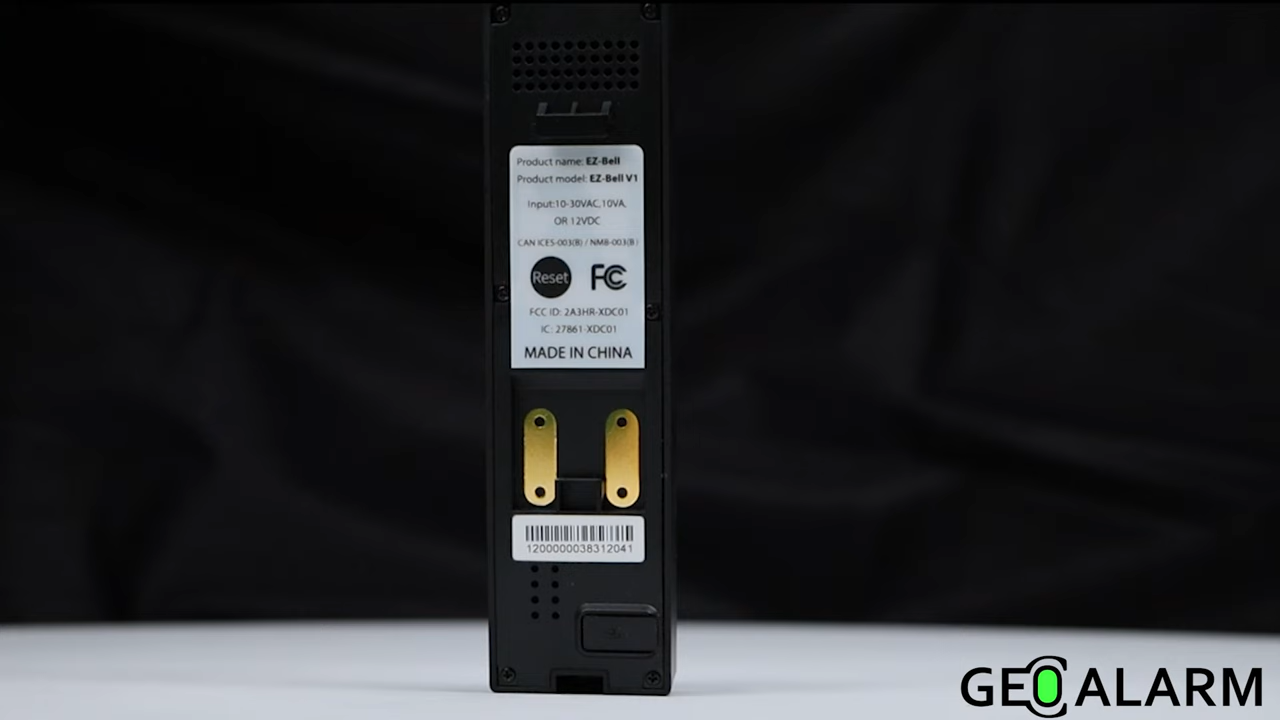 Product name: EZ-Bell
Product model: EZ-Bell V1
Input:10-30VAC,10VA,
OR 12VDC
CAN ICES-003(B) / NMB-003(B)
Reset FC
FCC ID: 2A3HR-XDC01
IC: 27861-XDC01
MADE IN CHINA
1200000038312041
GEOALARM